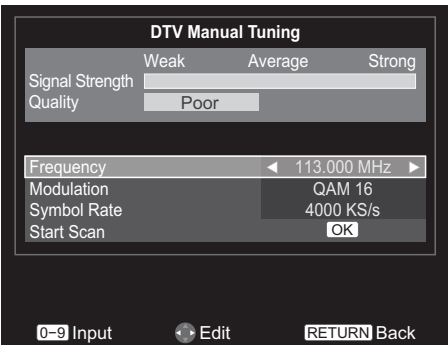 DTV Manual Tuning
Weak Average Strong
Signal Strength
Quality Poor
Frequency 113.000 MHz
Modulation QAM 16
Symbol Rate 4000 KS/s
Start Scan OK
0–9 Input Edit RETURN Back